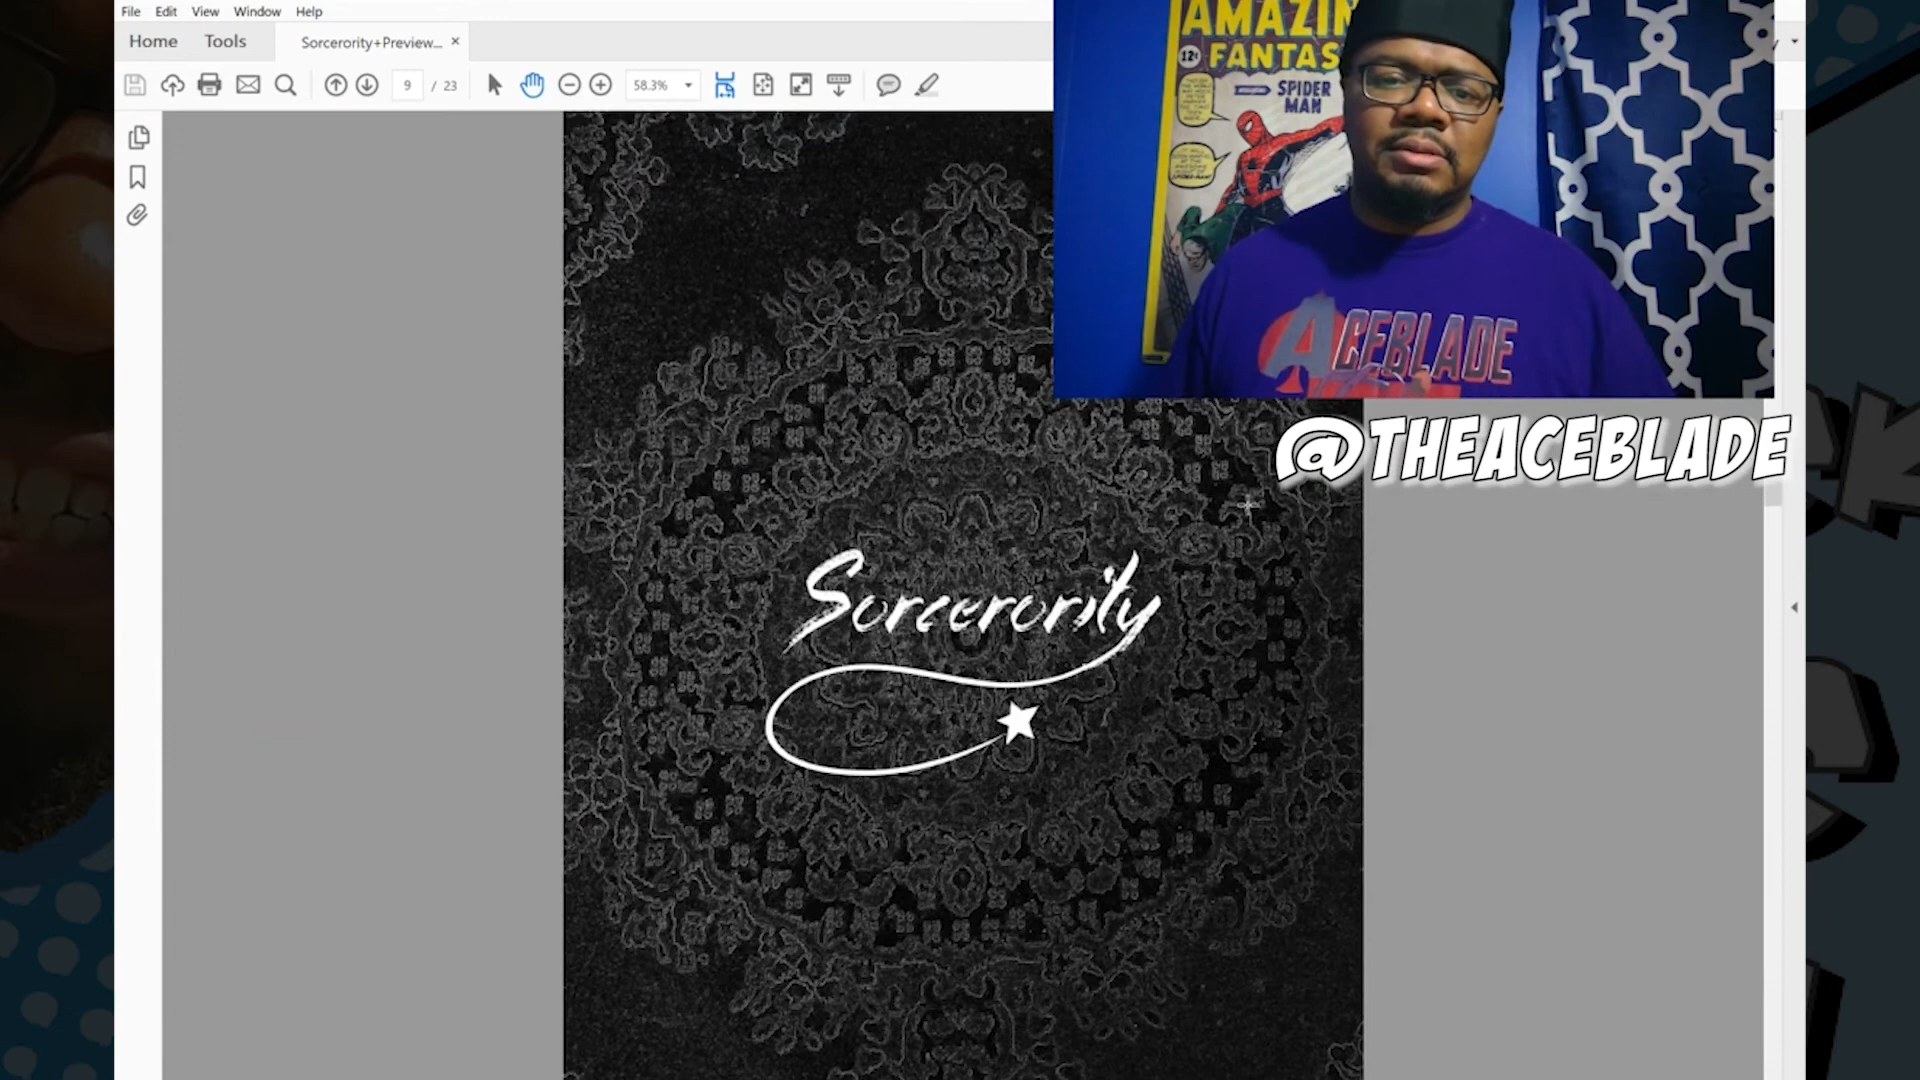 File Edit View Window Help
Home Tools Sorcerority+Preview... ×
9 / 23 58.3%
AMAZIN
FANTAS
12¢
SPIDER
MAN
ACEBLADE
@THEACEBLADE
Sorcerority